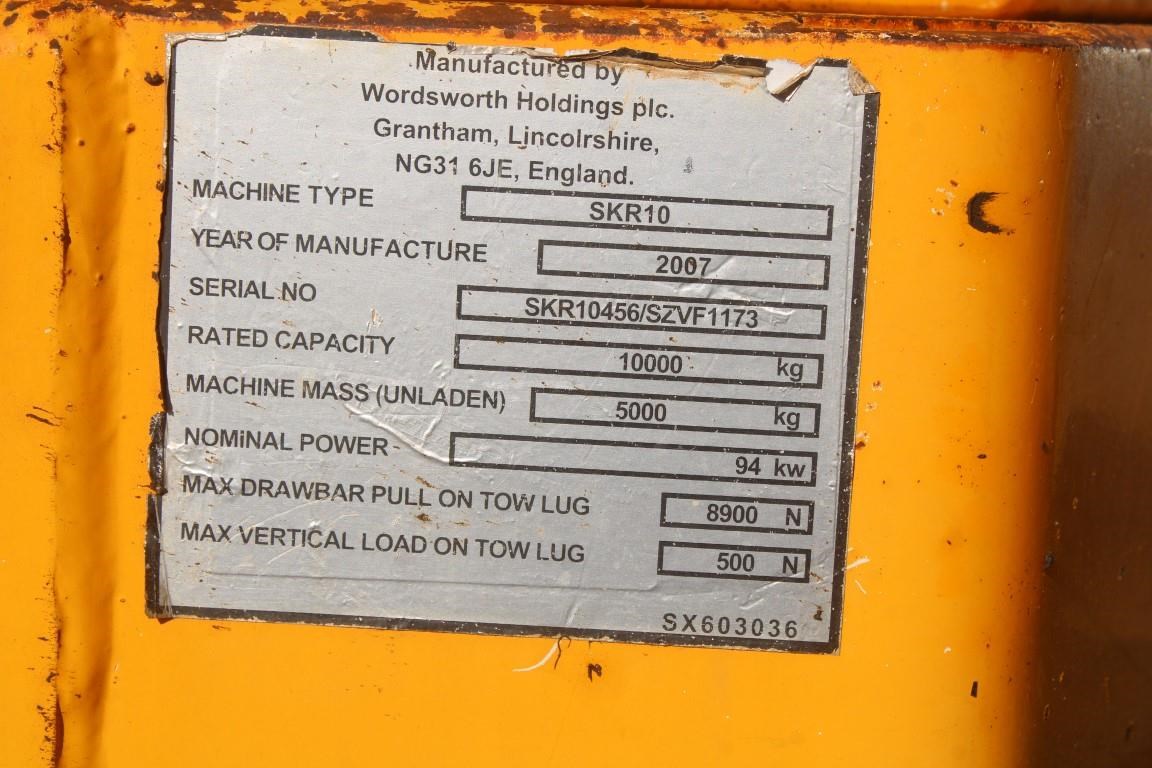 Manufactured by
Wordsworth Holdings plc.
Grantham, Lincolrshire,
NG31 6JE, England.
MACHINE TYPE SKR10
YEAR OF MANUFACTURE 2007
SERIAL NO SKR10456/SZVF1173
RATED CAPACITY 10000 kg
MACHINE MASS (UNLADEN) 5000 kg
NOMINAL POWER 94 kw
MAX DRAWBAR PULL ON TOW LUG 8900 N
MAX VERTICAL LOAD ON TOW LUG 500 N
SX603036